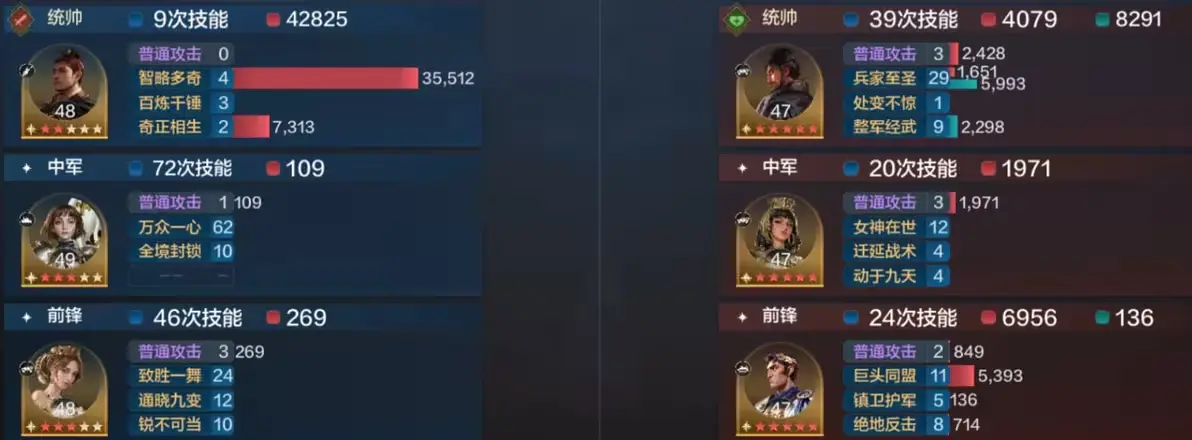 统帅 9次技能 42825
48
普通攻击 0
智略多奇 4 35,512
百炼千锤 3
奇正相生 2 7,313
中军 72次技能 109
49
普通攻击 1 109
万众一心 62
全境封锁 10
前锋 46次技能 269
48
普通攻击 3 269
致胜一舞 24
通晓九变 12
锐不可当 10
统帅 39次技能 4079 8291
47
普通攻击 3 2,428
兵家至圣 29 1,651 5,993
处变不惊 1
整军经武 9 2,298
中军 20次技能 1971
47
普通攻击 3 1,971
女神在世 12
迁延战术 4
动于九天 4
前锋 24次技能 6956 136
47
普通攻击 2 849
巨头同盟 11 5,393
镇卫护军 5 136
绝地反击 8 714